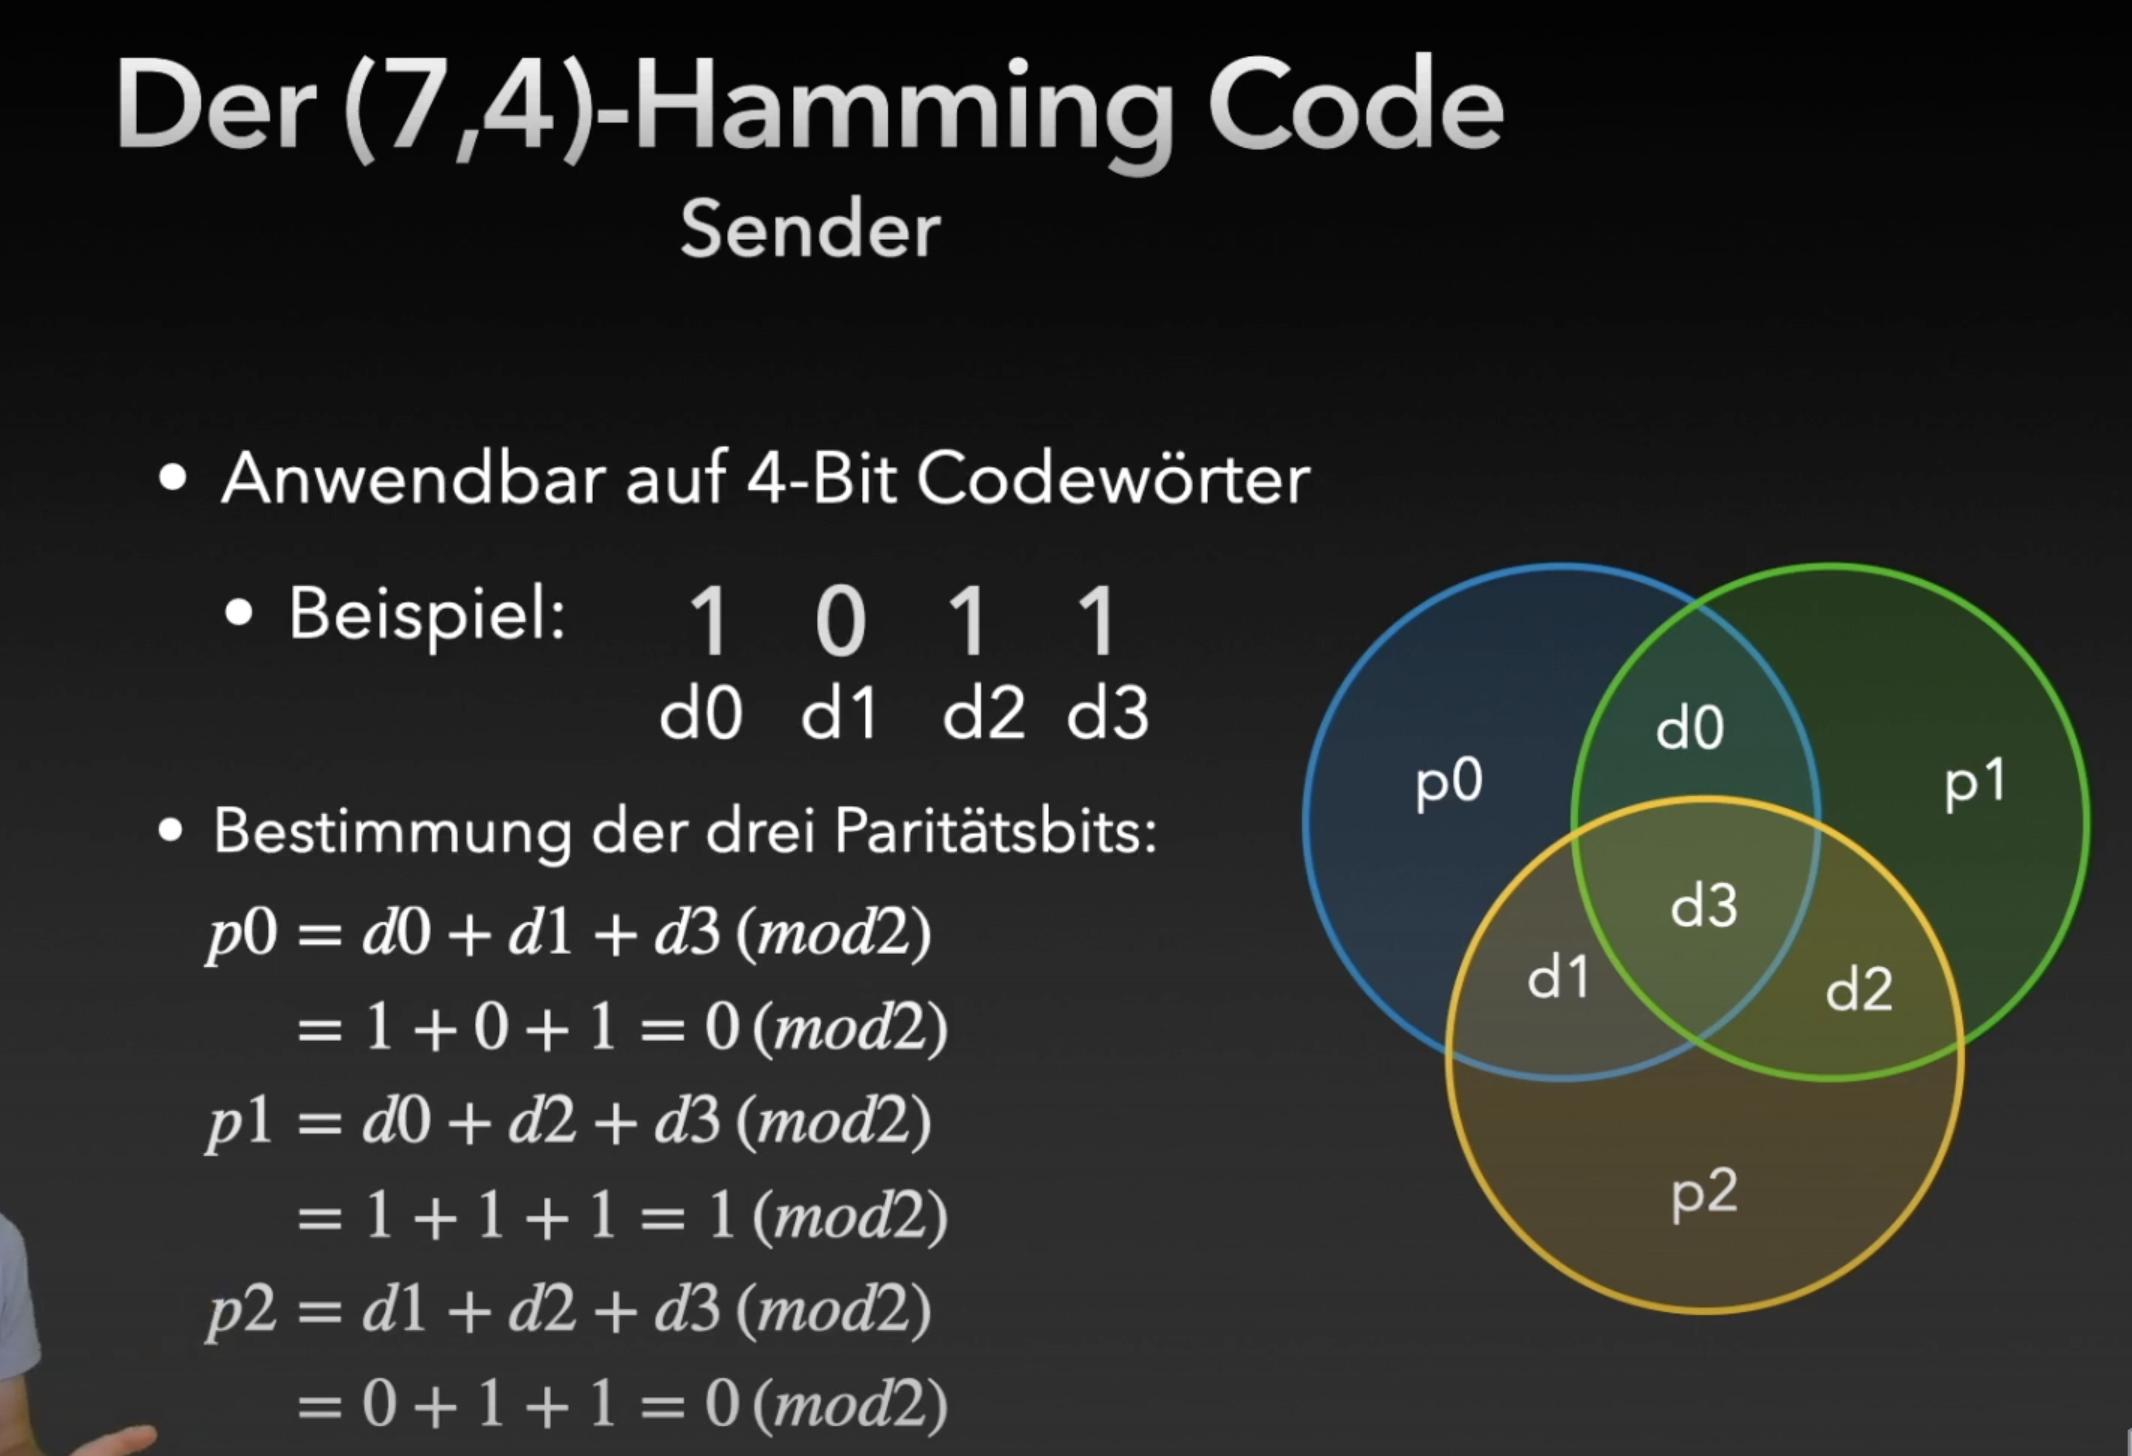 Der (7,4)-Hamming Code
Sender
• Anwendbar auf 4-Bit Codewörter
• Beispiel: 1 0 1 1
d0 d1 d2 d3
• Bestimmung der drei Paritätsbits:
p0 = d0 + d1 + d3 (mod2)
= 1 + 0 + 1 = 0 (mod2)
p1 = d0 + d2 + d3 (mod2)
= 1 + 1 + 1 = 1 (mod2)
p2 = d1 + d2 + d3 (mod2)
= 0 + 1 + 1 = 0 (mod2)
d0
p0 p1
d3
d1 d2
p2